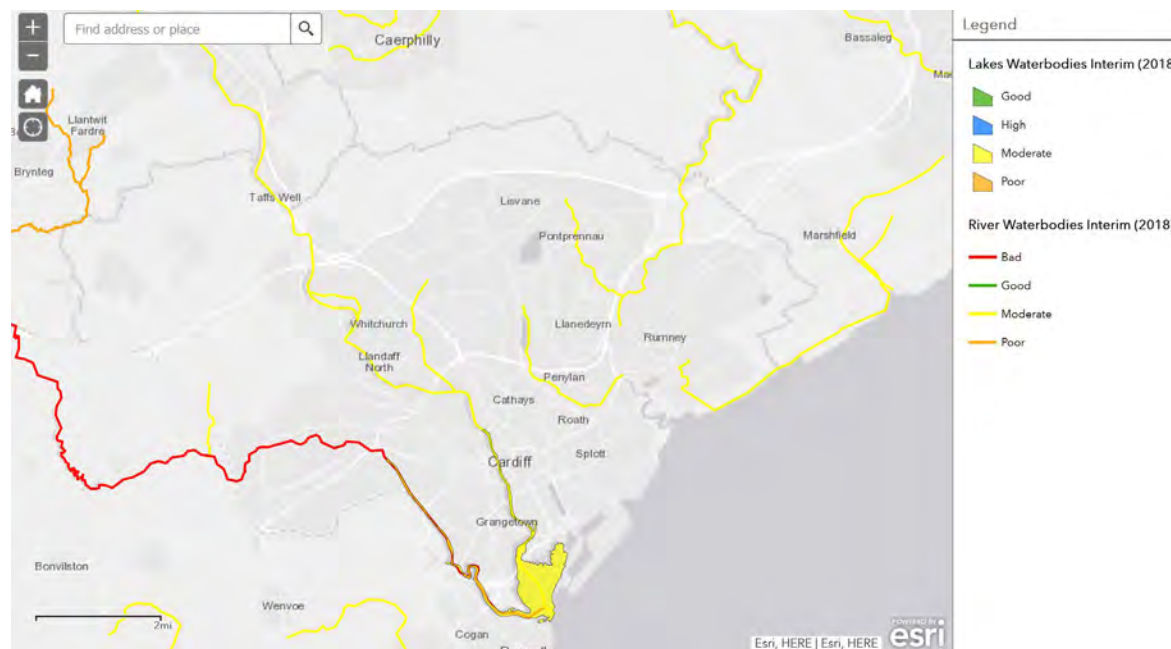 +
Find address or place
−
Caerphilly
Bassaleg
Llantwit
Fardre
Brynteg
Taffs Well
Lisvane
Pontprennau
Marshfield
Whitchurch
Llanedeyrn
Rumney
Llandaff
North
Penylan
Cathays
Roath
Splott
Cardiff
Grangetown
Bonvilston
Wenvoe
2mi
Cogan
Esri, HERE | Esri, HERE
POWERED BY
esri
Legend
Lakes Waterbodies Interim (2018
Good
High
Moderate
Poor
River Waterbodies Interim (2018
Bad
Good
Moderate
Poor